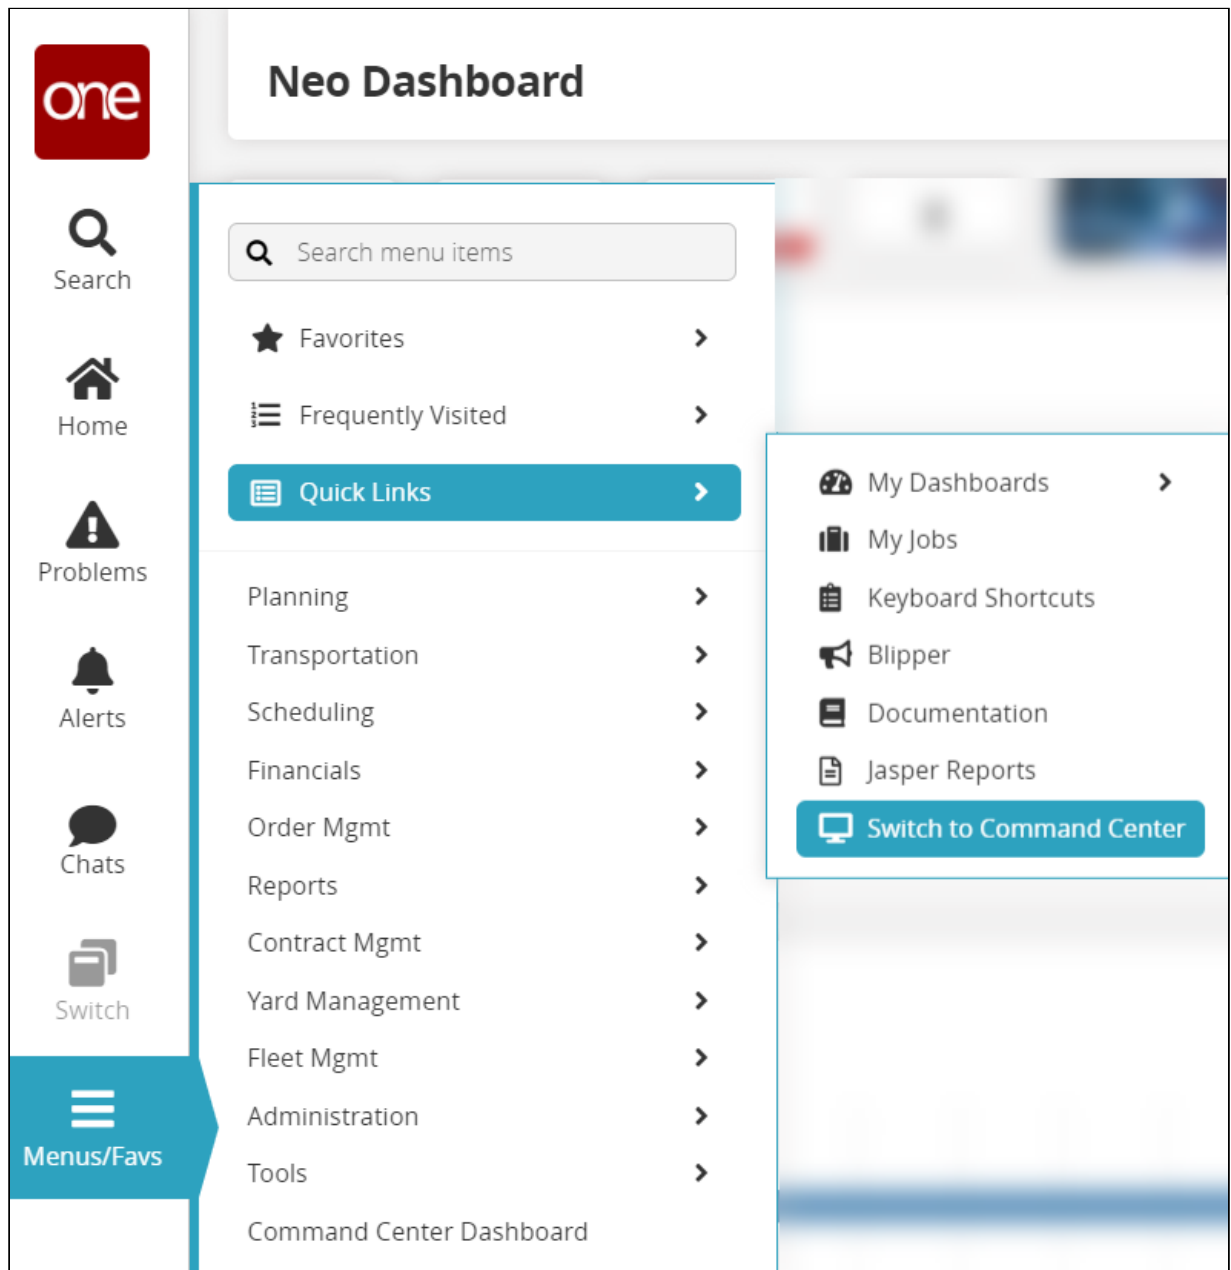 one
Neo Dashboard
Search
Home
Problems
Alerts
Chats
Switch
Menus/Favs
Search menu items
Favorites
Frequently Visited
Quick Links
Planning
Transportation
Scheduling
Financials
Order Mgmt
Reports
Contract Mgmt
Yard Management
Fleet Mgmt
Administration
Tools
Command Center Dashboard
My Dashboards
My Jobs
Keyboard Shortcuts
Blipper
Documentation
Jasper Reports
Switch to Command Center